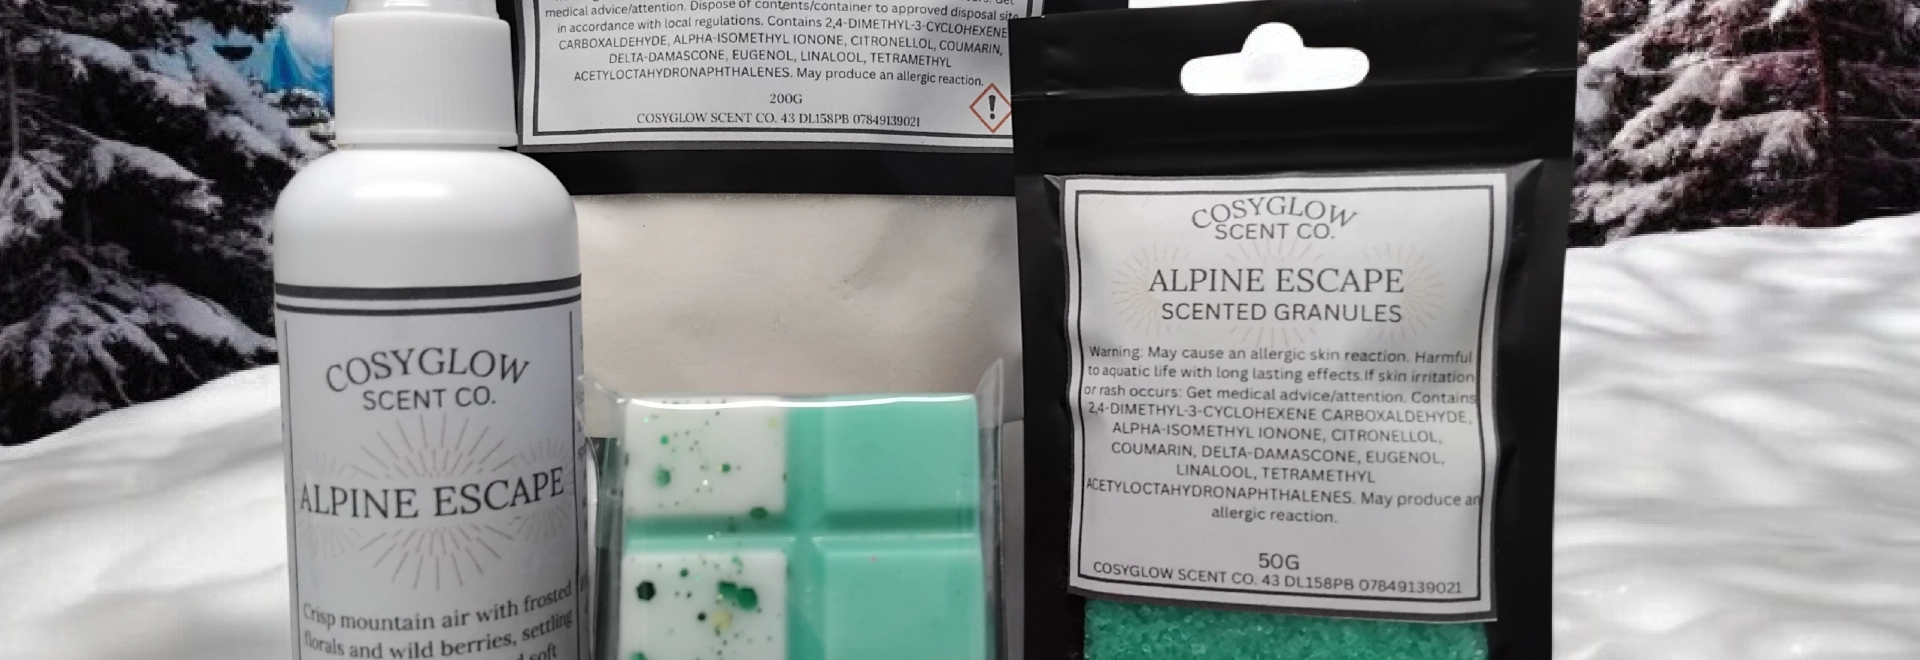 medical advice/attention. Dispose of contents/container to approved disposal site
in accordance with local regulations. Contains 2,4-DIMETHYL-3-CYCLOHEXENE
CARBOXALDEHYDE, ALPHA-ISOMETHYL IONONE, CITRONELLOL, COUMARIN,
DELTA-DAMASCONE, EUGENOL, LINALOOL, TETRAMETHYL
ACETYLOCTAHYDRONAPHTHALENES. May produce an allergic reaction.
200G
COSYGLOW SCENT CO. 43 DL158PB 07849139021
COSYGLOW
SCENT CO.
ALPINE ESCAPE
Crisp mountain air with frosted
florals and wild berries, settling
soft
COSYGLOW
SCENT CO.
ALPINE ESCAPE
SCENTED GRANULES
Warning: May cause an allergic skin reaction. Harmful
to aquatic life with long lasting effects.If skin irritation
or rash occurs: Get medical advice/attention. Contains
2,4-DIMETHYL-3-CYCLOHEXENE CARBOXALDEHYDE,
ALPHA-ISOMETHYL IONONE, CITRONELLOL,
COUMARIN, DELTA-DAMASCONE, EUGENOL,
LINALOOL, TETRAMETHYL
ACETYLOCTAHYDRONAPHTHALENES. May produce an
allergic reaction.
50G
COSYGLOW SCENT CO. 43 DL158PB 07849139021